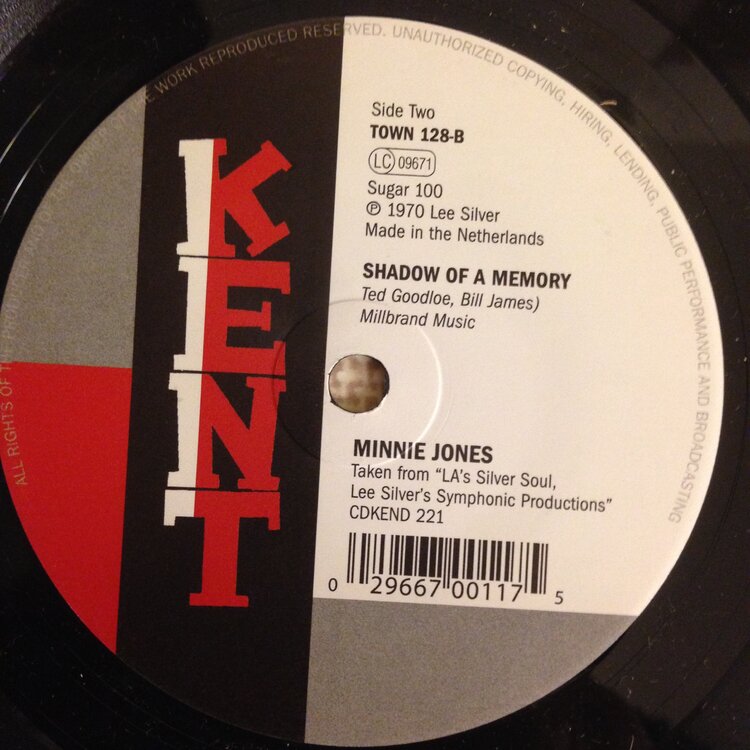 KENT
Side Two
TOWN 128-B
LC 09671
Sugar 100
℗ 1970 Lee Silver
Made in the Netherlands
SHADOW OF A MEMORY
Ted Goodloe, Bill James)
Millbrand Music
MINNIE JONES
Taken from “LA's Silver Soul,
Lee Silver's Symphonic Productions”
CDKEND 221
0 29667 00117 5
ALL RIGHTS OF THE WORK REPRODUCED RESERVED. UNAUTHORIZED COPYING, HIRING, LENDING, PUBLIC PERFORMANCE AND BROADCASTING